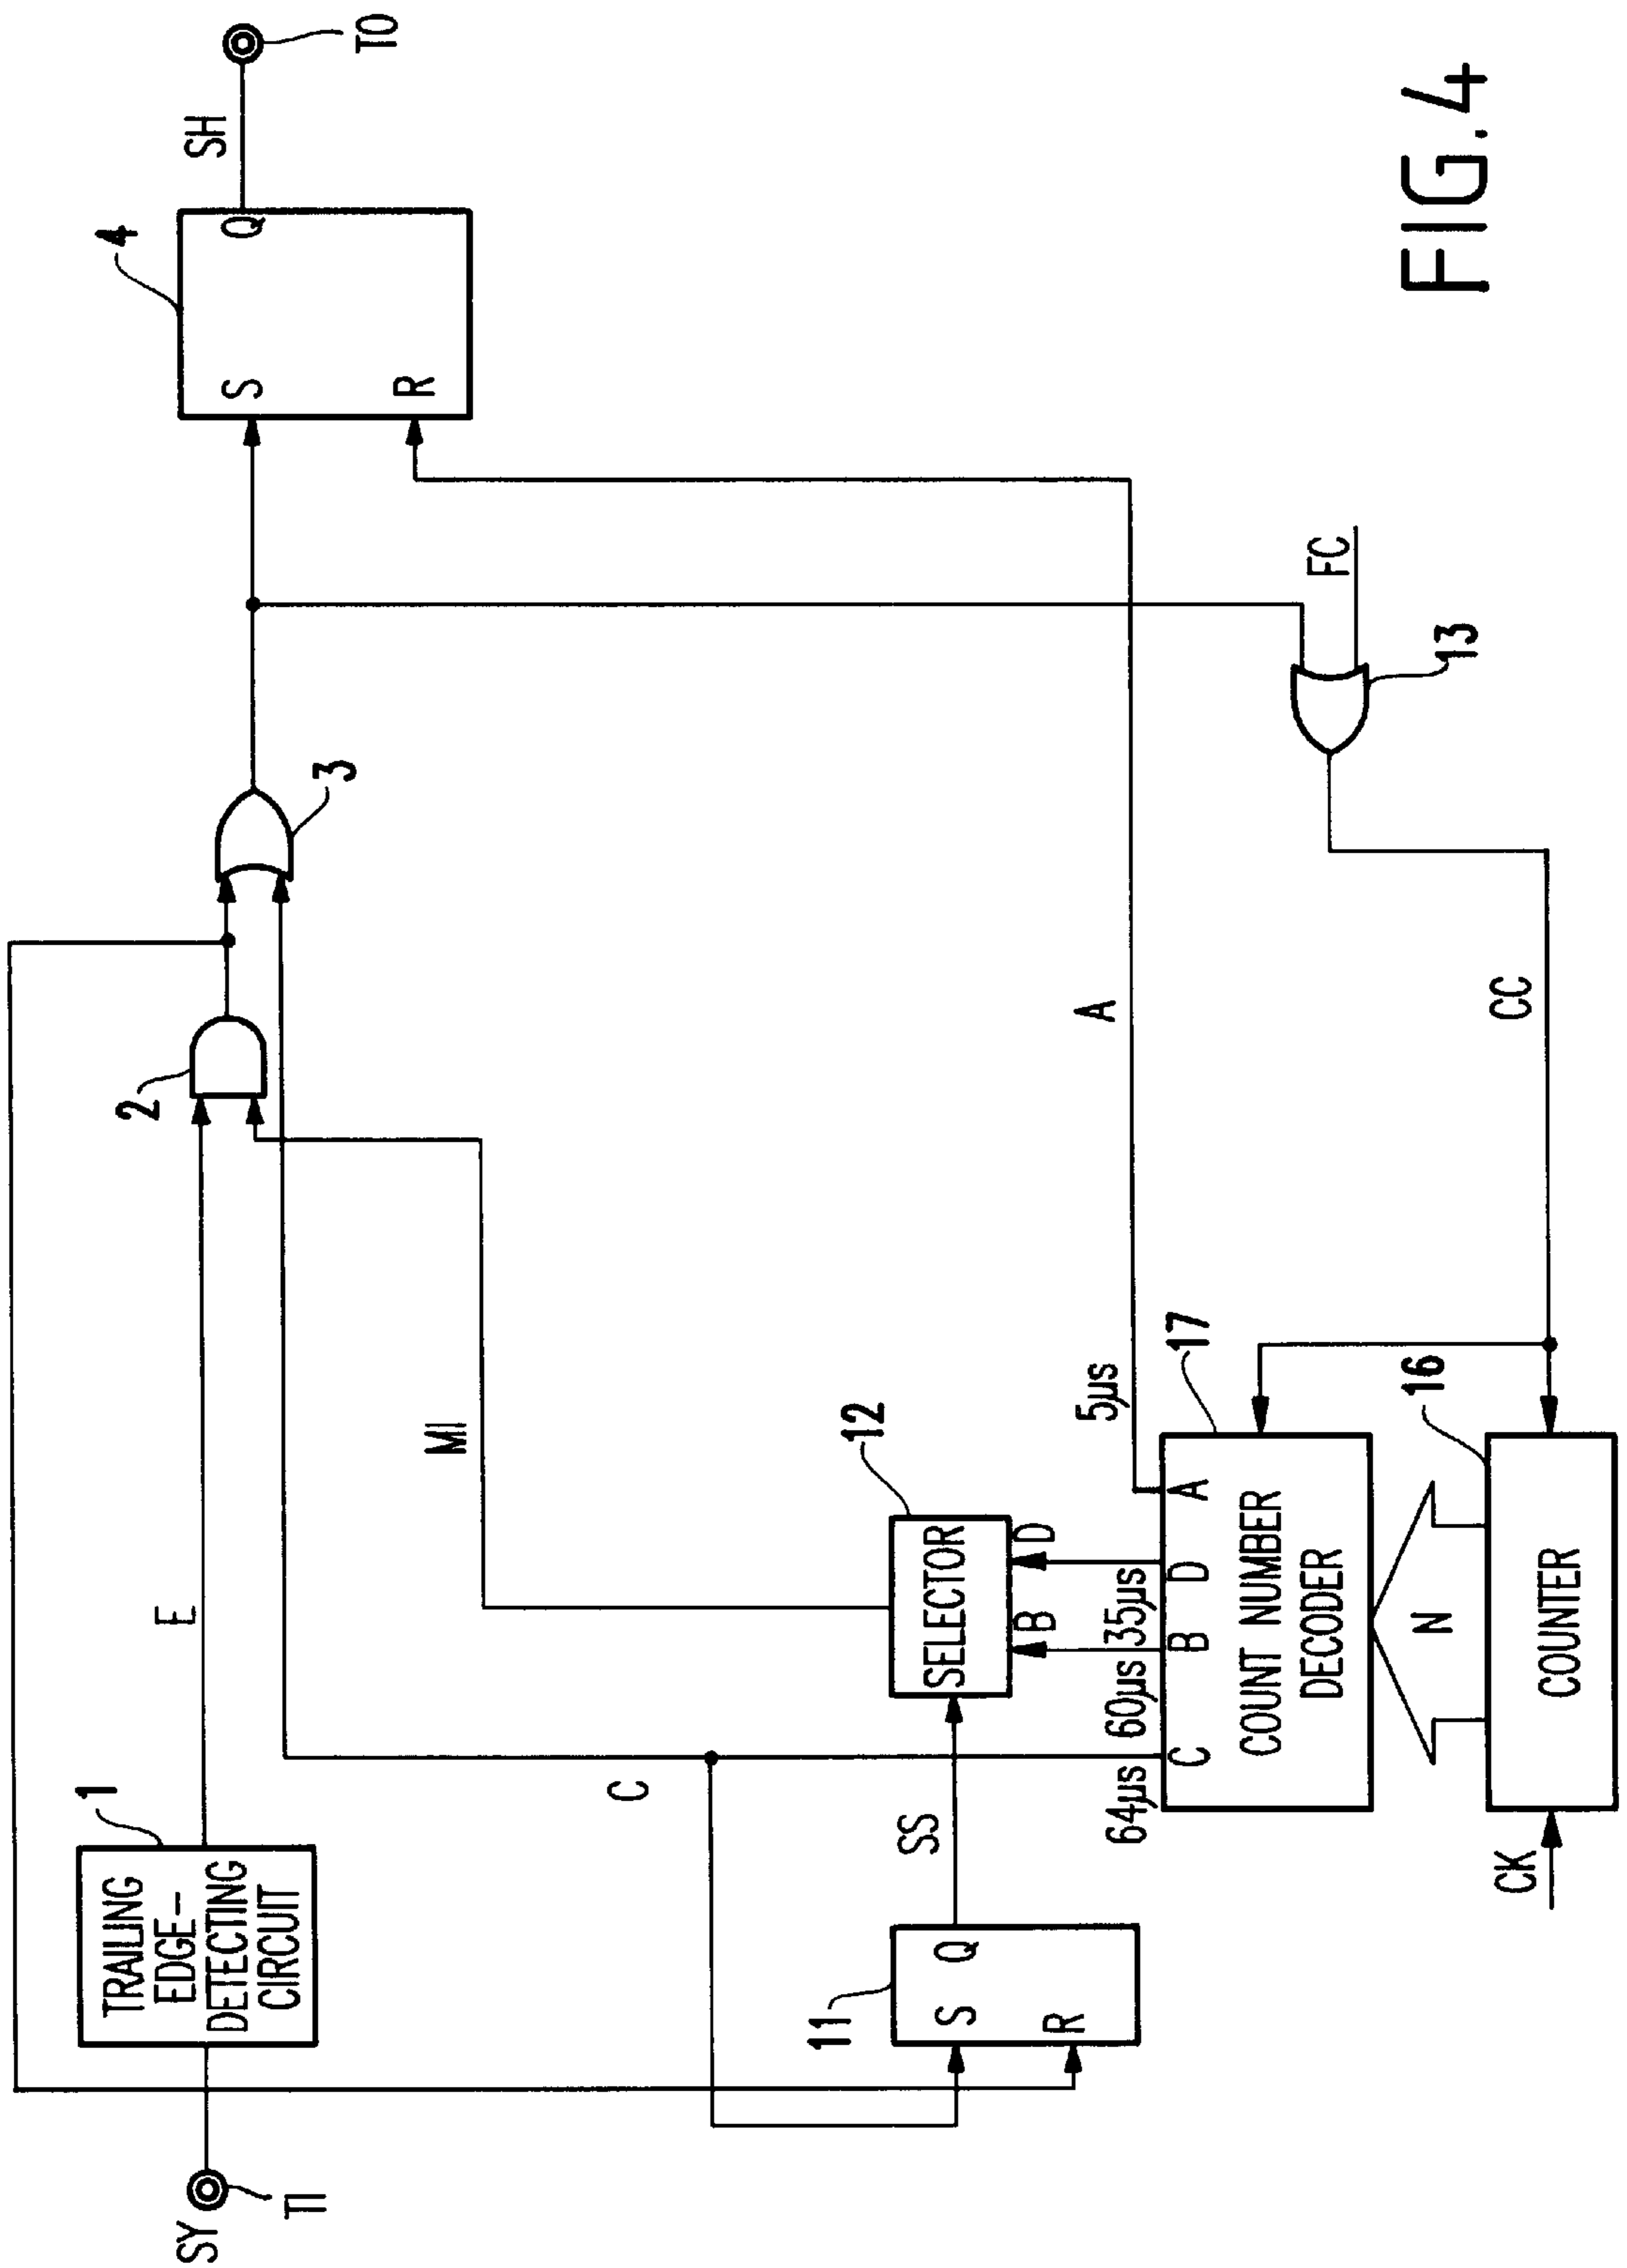 SY
TI
TRAILING
EDGE-
DETECTING
CIRCUIT
1
E
2
3
4
S
Q
R
SH
TO
MI
C
11
S
Q
R
SS
12
SELECTOR
B
D
A
64µs
60µs
35µs
5µs
C
B
D
A
17
COUNT NUMBER
DECODER
N
16
COUNTER
CK
CC
13
FC
FIG. 4